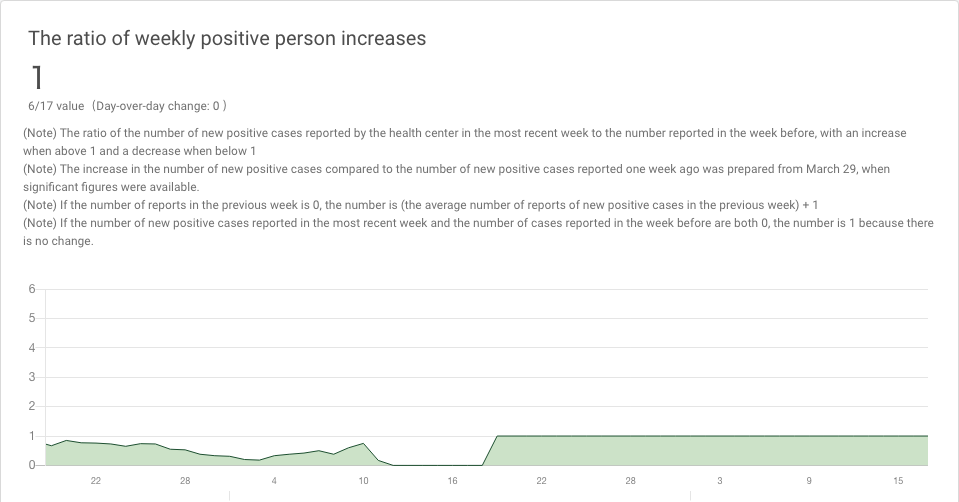 The ratio of weekly positive person increases
1
6/17 value（Day-over-day change: 0 ）
(Note) The ratio of the number of new positive cases reported by the health center in the most recent week to the number reported in the week before, with an increase
when above 1 and a decrease when below 1
(Note) The increase in the number of new positive cases compared to the number of new positive cases reported one week ago was prepared from March 29, when
significant figures were available.
(Note) If the number of reports in the previous week is 0, the number is (the average number of reports of new positive cases in the previous week) + 1
(Note) If the number of new positive cases reported in the most recent week and the number of cases reported in the week before are both 0, the number is 1 because there
is no change.
6
5
4
3
2
1
0
22 28 4 10 16 22 28 3 9 15